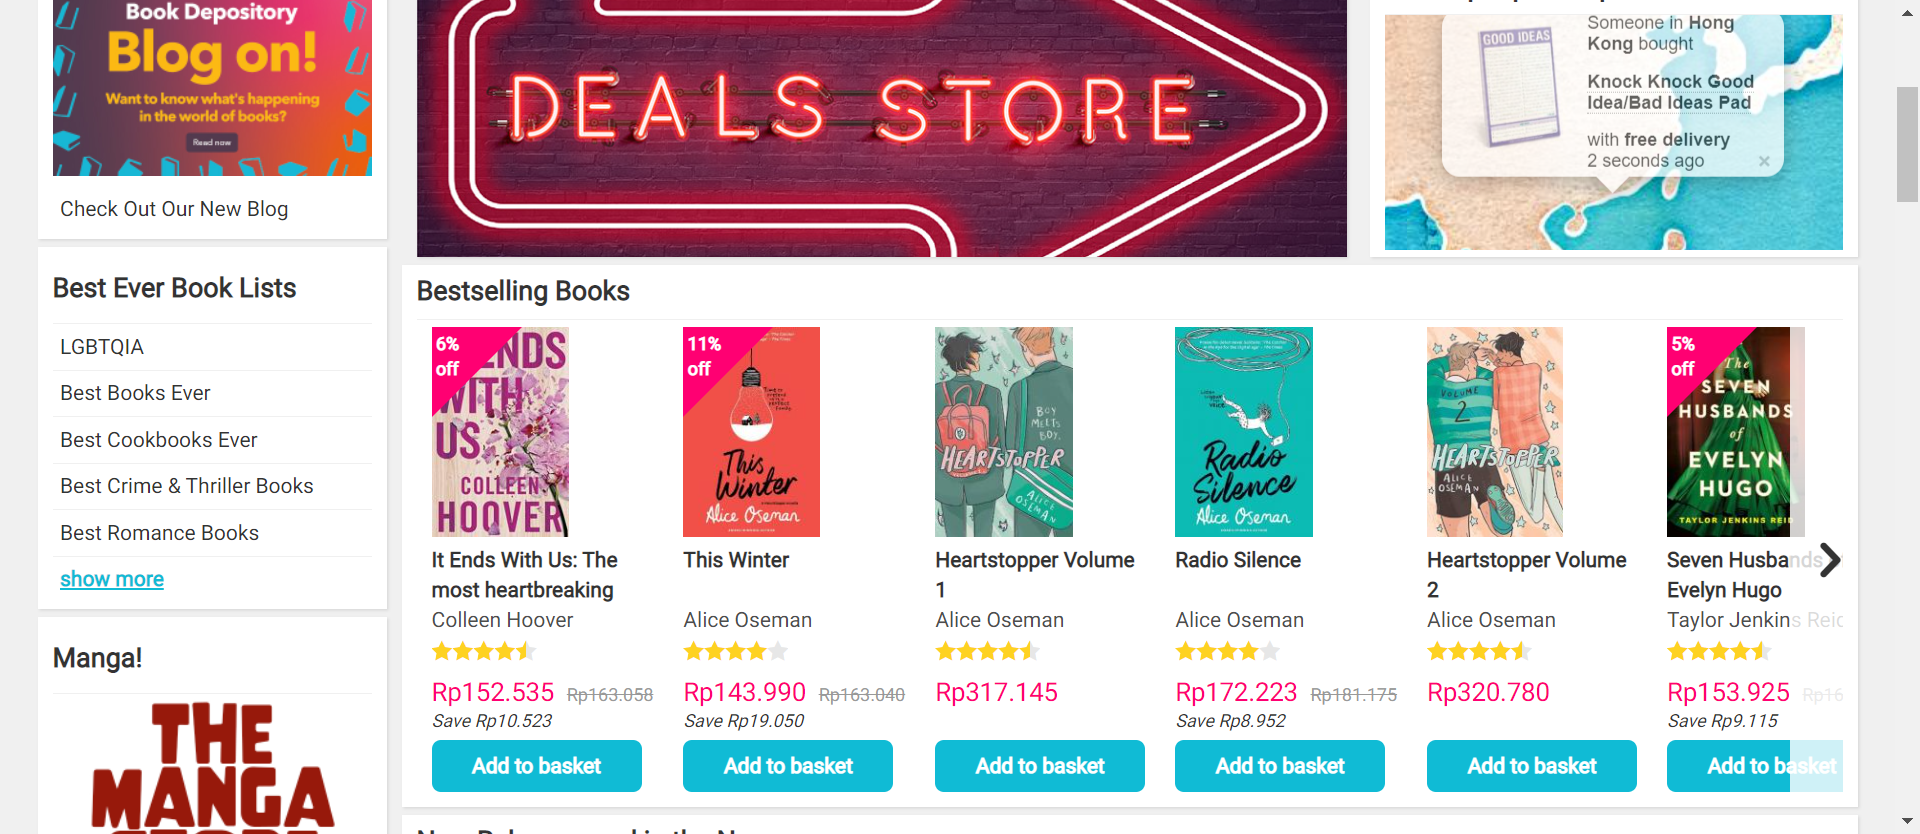 Book Depository
Blog on!
Want to know what's happening
in the world of books?
Read now
Check Out Our New Blog
Best Ever Book Lists
LGBTQIA
Best Books Ever
Best Cookbooks Ever
Best Crime & Thriller Books
Best Romance Books
show more
Manga!
THE
MANGA
DEALS STORE
GOOD IDEAS
Someone in Hong
Kong bought
Knock Knock Good
Idea/Bad Ideas Pad
with free delivery
2 seconds ago
×
Bestselling Books
6%
off
ENDS
WITH
US
COLLEEN
HOOVER
It Ends With Us: The
most heartbreaking
Colleen Hoover
Rp152.535 Rp163.058
Save Rp10.523
Add to basket
11%
off
This
Winter
Alice Oseman
This Winter
Alice Oseman
Rp143.990 Rp163.040
Save Rp19.050
Add to basket
BOY
MEETS
BOY.
HEARTSTOPPER
ALICE
OSEMAN
Heartstopper Volume
1
Alice Oseman
Rp317.145
Add to basket
Radio
Silence
Alice Oseman
Radio Silence
Alice Oseman
Rp172.223 Rp181.175
Save Rp8.952
Add to basket
VOLUME
2
HEARTSTOPPER
ALICE
OSEMAN
Heartstopper Volume
2
Alice Oseman
Rp320.780
Add to basket
5%
off
The
SEVEN
HUSBANDS
of
EVELYN
HUGO
TAYLOR JENKINS REID
Seven Husbands
Evelyn Hugo
Taylor Jenkins Reid
Rp153.925 Rp16
Save Rp9.115
Add to basket